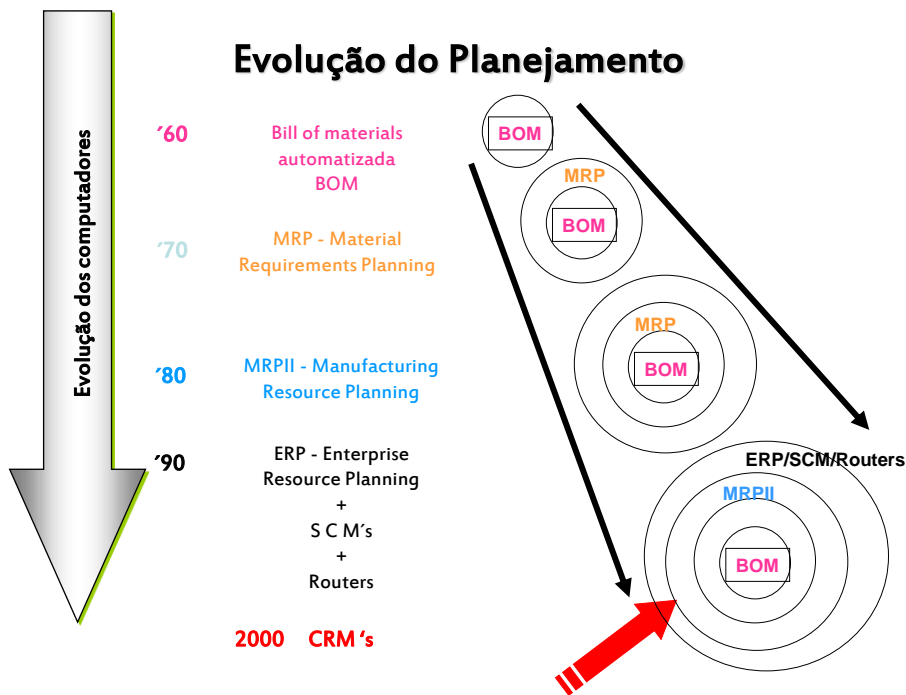 Evolução do Planejamento
Evolução dos computadores
´60
Bill of materials
automatizada
BOM
´70
MRP - Material
Requirements Planning
´80
MRPII - Manufacturing
Resource Planning
´90
ERP - Enterprise
Resource Planning
+
S C M´s
+
Routers
2000 CRM ‘s
BOM
MRP
BOM
MRP
BOM
ERP/SCM/Routers
MRPII
BOM